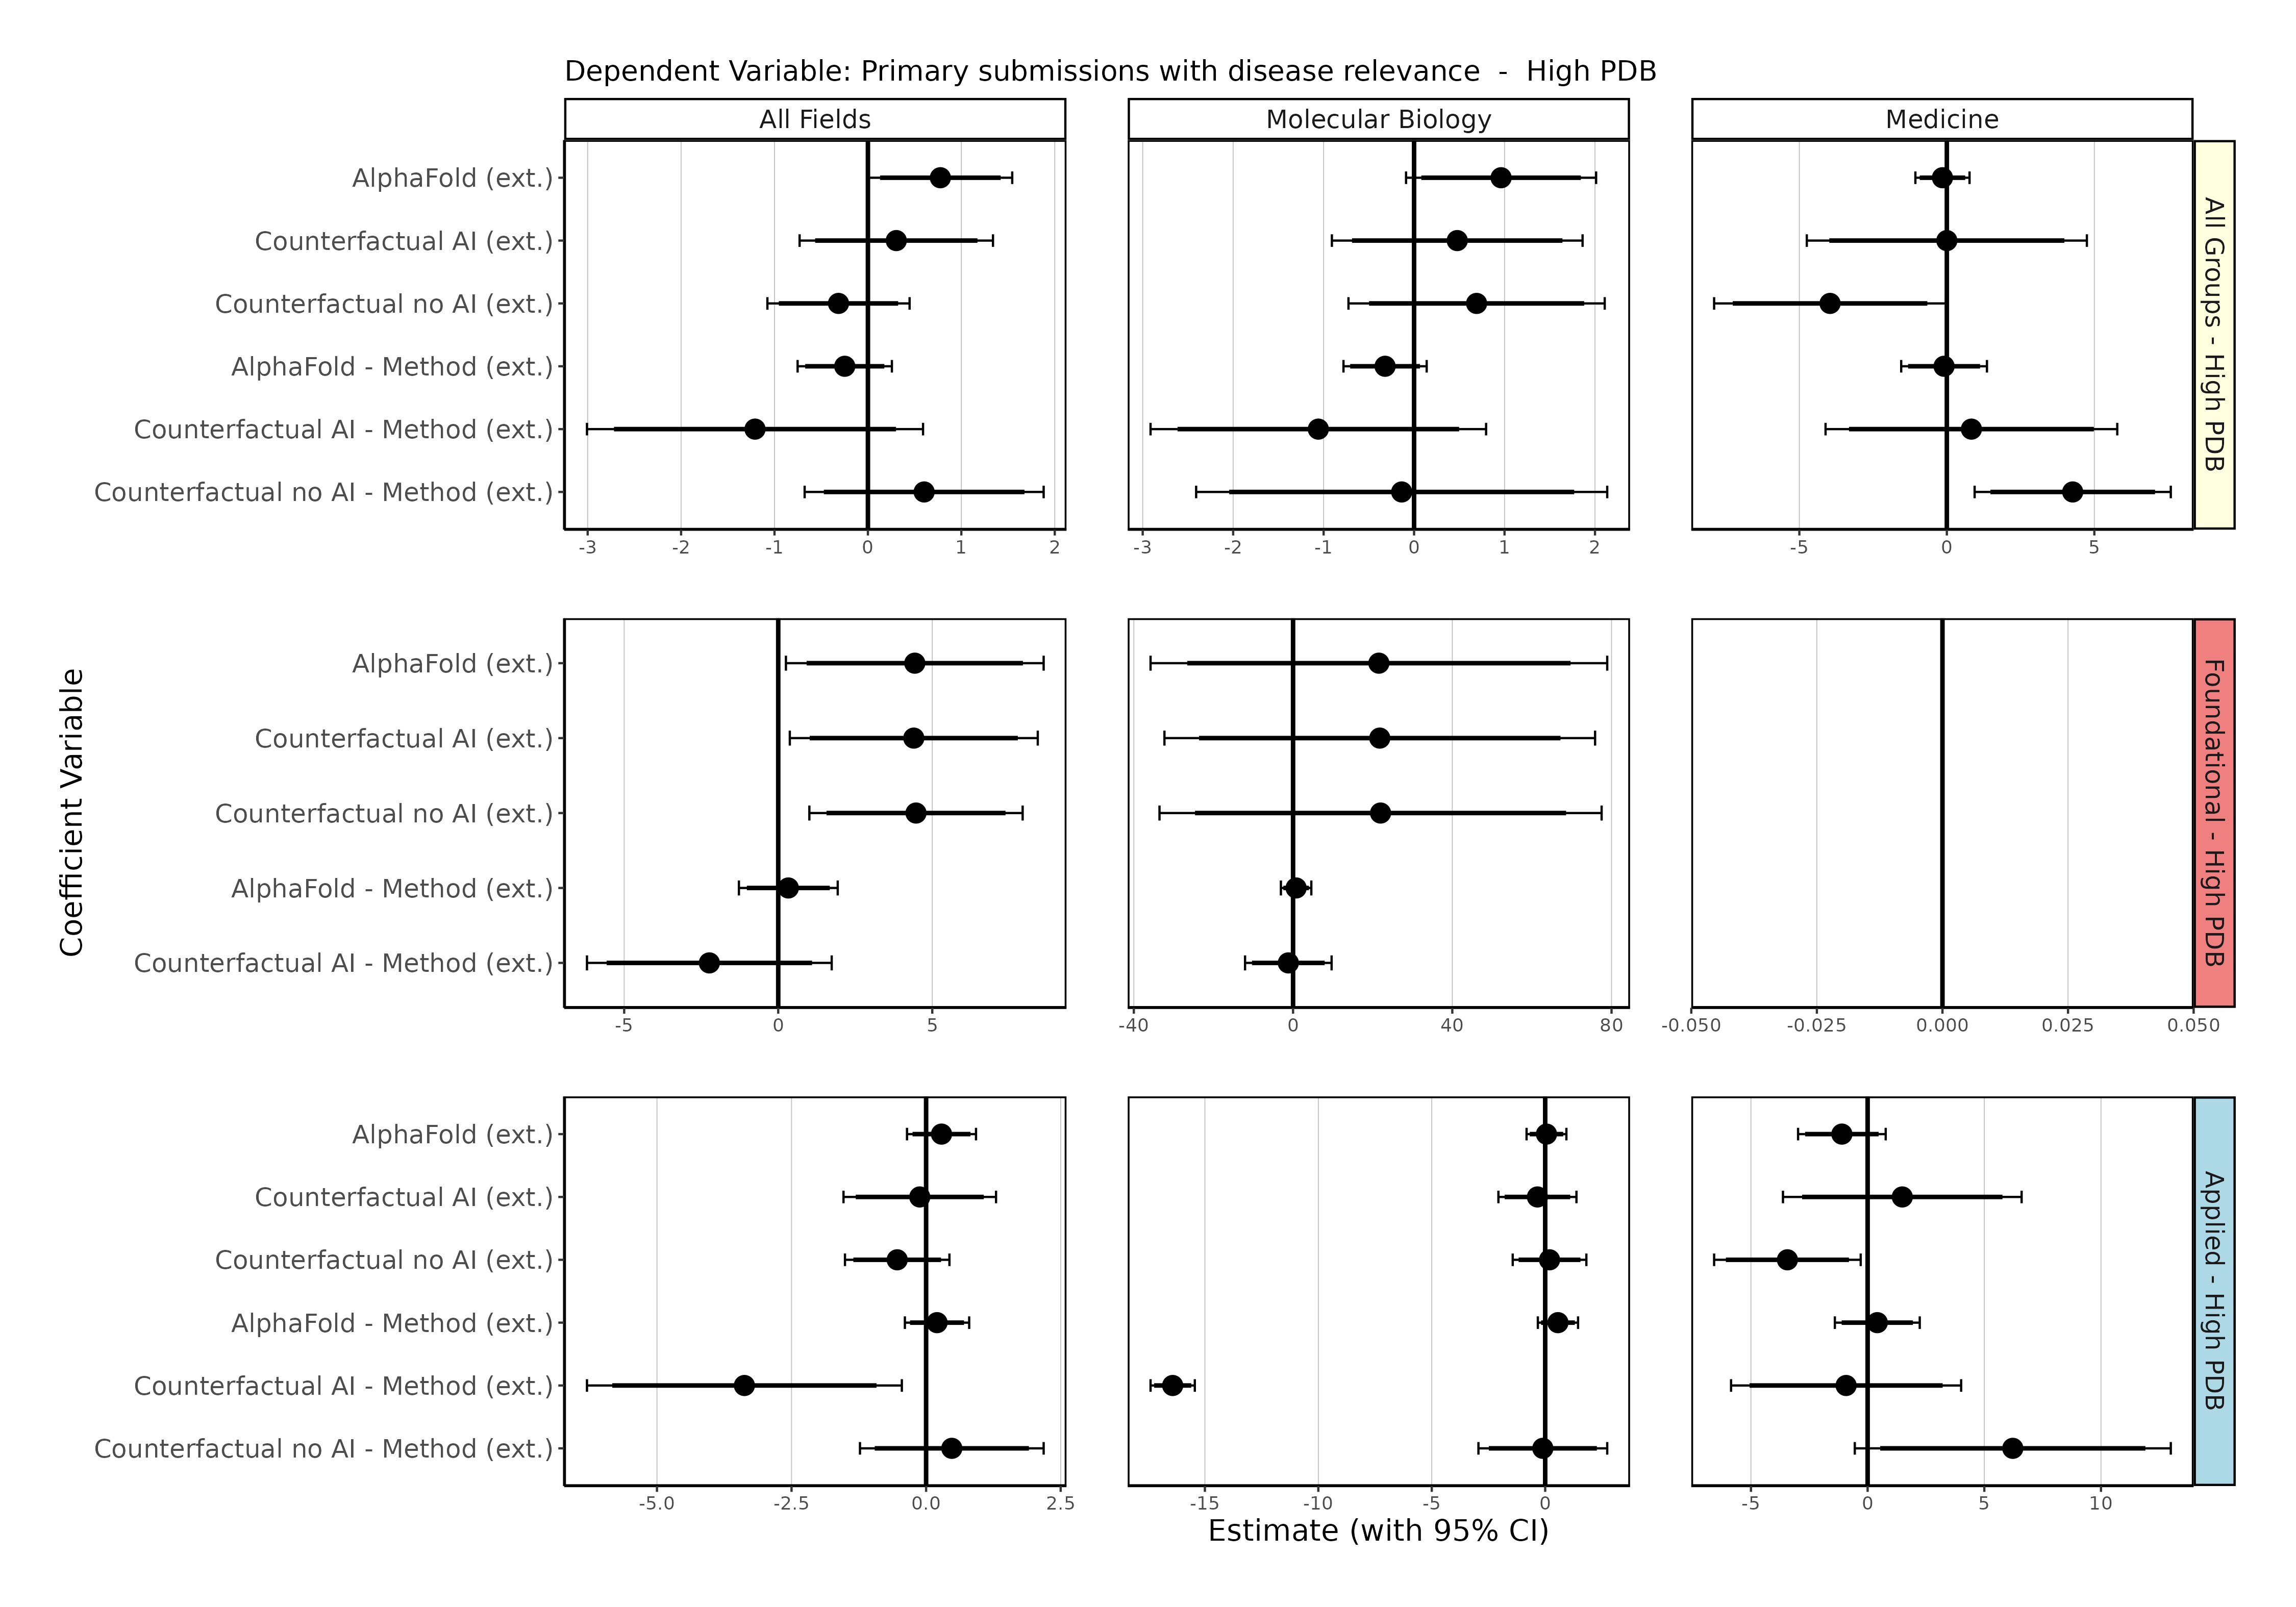 Dependent Variable: Primary submissions with disease relevance - High PDB
All Fields
Molecular Biology
Medicine
AlphaFold (ext.)
Counterfactual AI (ext.)
Counterfactual no AI (ext.)
AlphaFold - Method (ext.)
Counterfactual AI - Method (ext.)
Counterfactual no AI - Method (ext.)
All Groups - High PDB
-3 -2 -1 0 1 2
-3 -2 -1 0 1 2
-5 0 5
Coefficient Variable
AlphaFold (ext.)
Counterfactual AI (ext.)
Counterfactual no AI (ext.)
AlphaFold - Method (ext.)
Counterfactual AI - Method (ext.)
Foundational - High PDB
-5 0 5
-40 0 40 80
-0.050 -0.025 0.000 0.025 0.050
AlphaFold (ext.)
Counterfactual AI (ext.)
Counterfactual no AI (ext.)
AlphaFold - Method (ext.)
Counterfactual AI - Method (ext.)
Counterfactual no AI - Method (ext.)
Applied - High PDB
-5.0 -2.5 0.0 2.5
-15 -10 -5 0
-5 0 5 10
Estimate (with 95% CI)